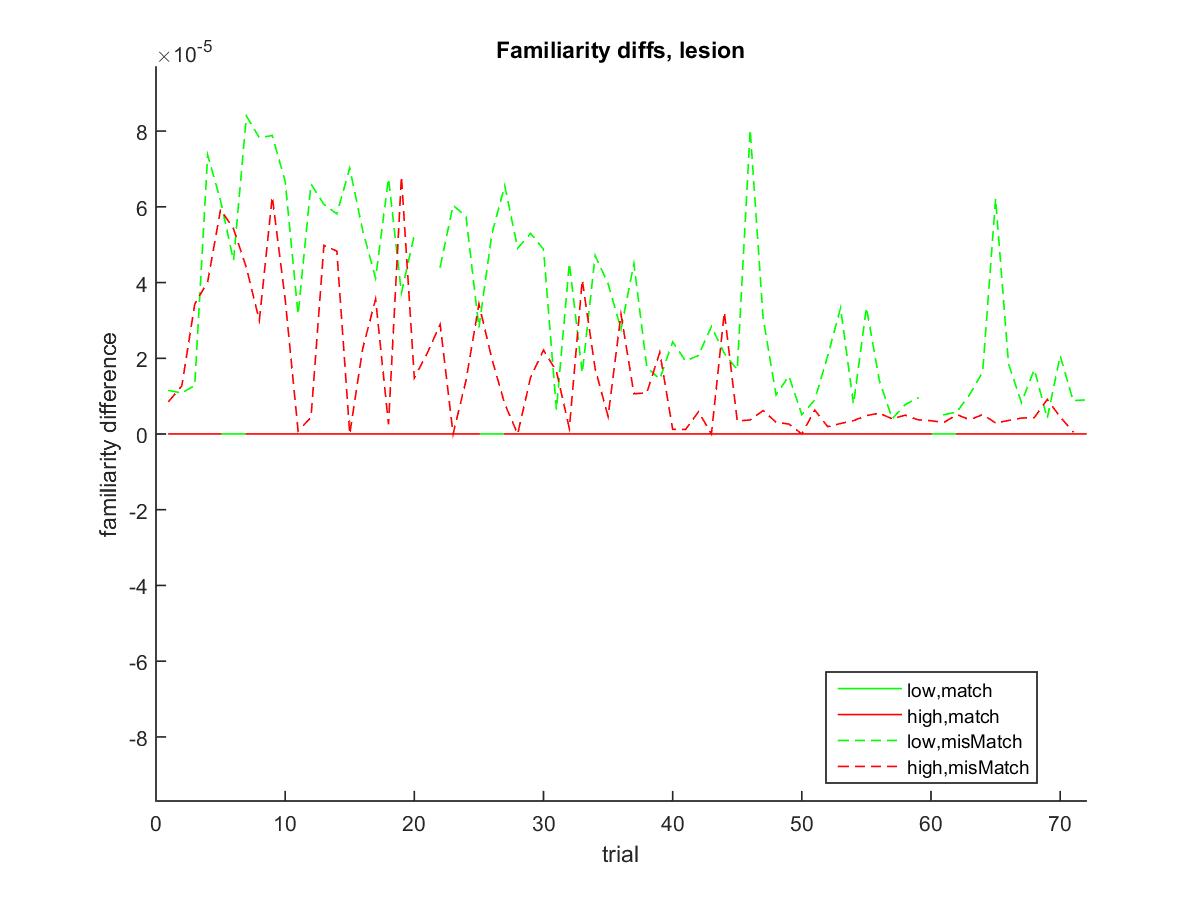 Familiarity diffs, lesion
×10-5
8
6
4
2
0
-2
-4
-6
-8
familiarity difference
0 10 20 30 40 50 60 70
trial
low,match
high,match
low,misMatch
high,misMatch